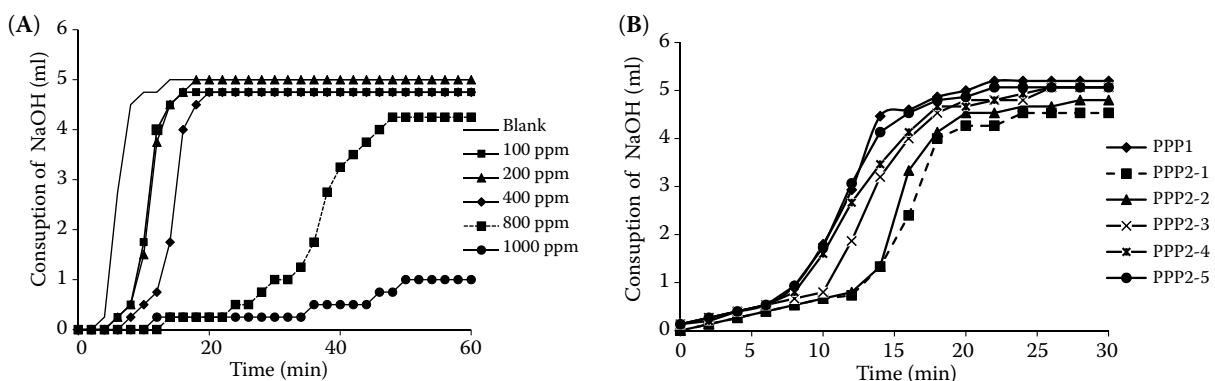 (A)
Consuption of NaOH (ml)
6
5
4
3
2
1
0
0 20 40 60
Time (min)
Blank
100 ppm
200 ppm
400 ppm
800 ppm
1000 ppm
(B)
Consuption of NaOH (ml)
6
5
4
3
2
1
0
0 5 10 15 20 25 30
Time (min)
PPP1
PPP2-1
PPP2-2
PPP2-3
PPP2-4
PPP2-5